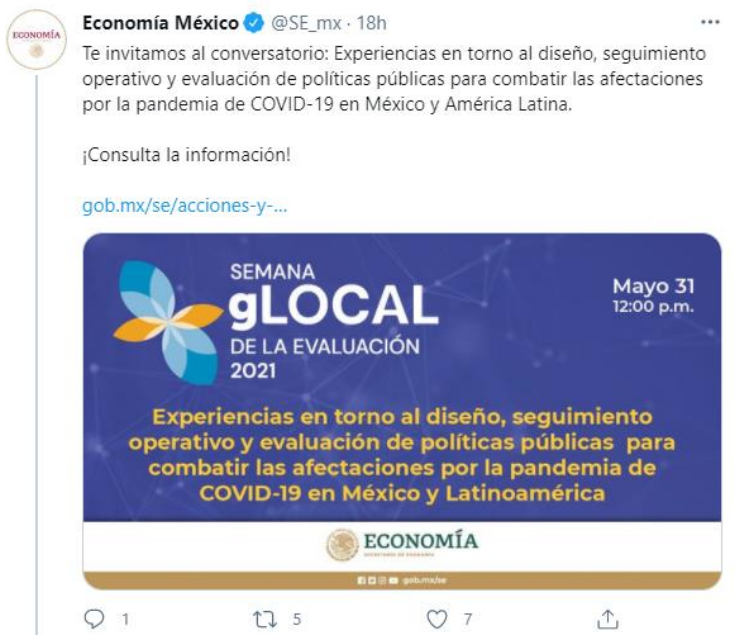 ECONOMÍA
Economía México @SE_mx · 18h
Te invitamos al conversatorio: Experiencias en torno al diseño, seguimiento
operativo y evaluación de políticas públicas para combatir las afectaciones
por la pandemia de COVID-19 en México y América Latina.
¡Consulta la información!
gob.mx/se/acciones-y-...
SEMANA
gLOCAL
DE LA EVALUACIÓN
2021
Mayo 31
12:00 p.m.
Experiencias en torno al diseño, seguimiento
operativo y evaluación de políticas públicas para
combatir las afectaciones por la pandemia de
COVID-19 en México y Latinoamérica
ECONOMÍA
SECRETARÍA DE ECONOMÍA
gob.mx/se
1 5 7